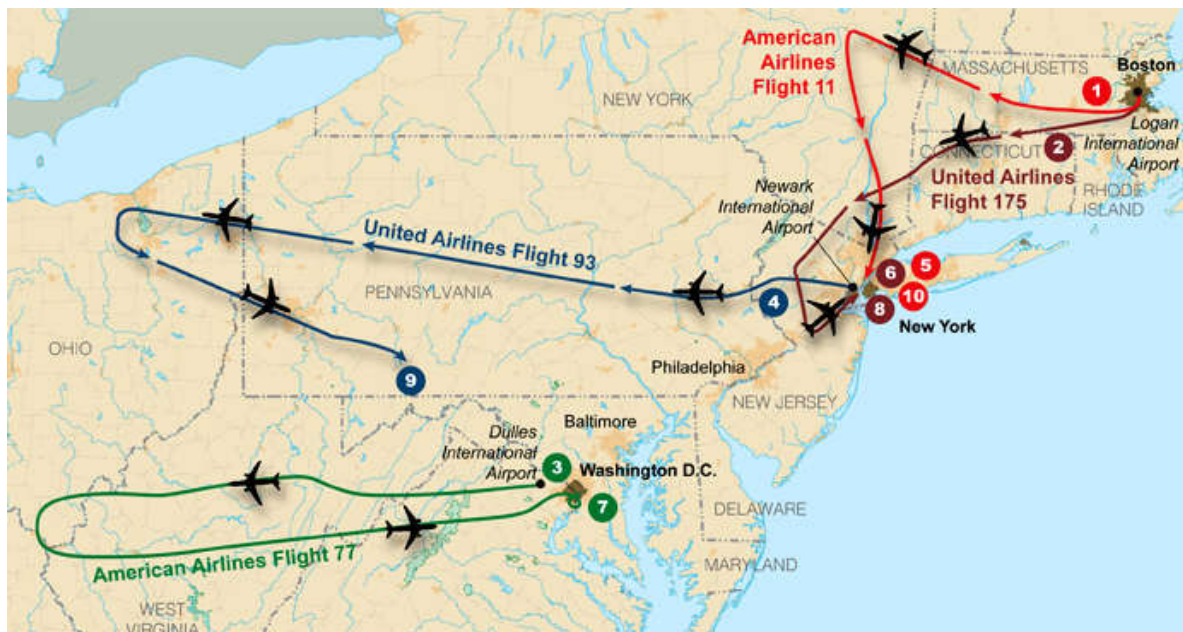 American
Airlines
Flight 11
MASSACHUSETTS
Boston
1
NEW YORK
Logan
International
Airport
2
CONNECTICUT
United Airlines
Flight 175
RHODE
ISLAND
Newark
International
Airport
United Airlines Flight 93
6
5
PENNSYLVANIA
4
10
8
New York
OHIO
Philadelphia
9
NEW JERSEY
Baltimore
Dulles
International
Airport
3
Washington D.C.
7
DELAWARE
American Airlines Flight 77
MARYLAND
WEST
VIRGINIA